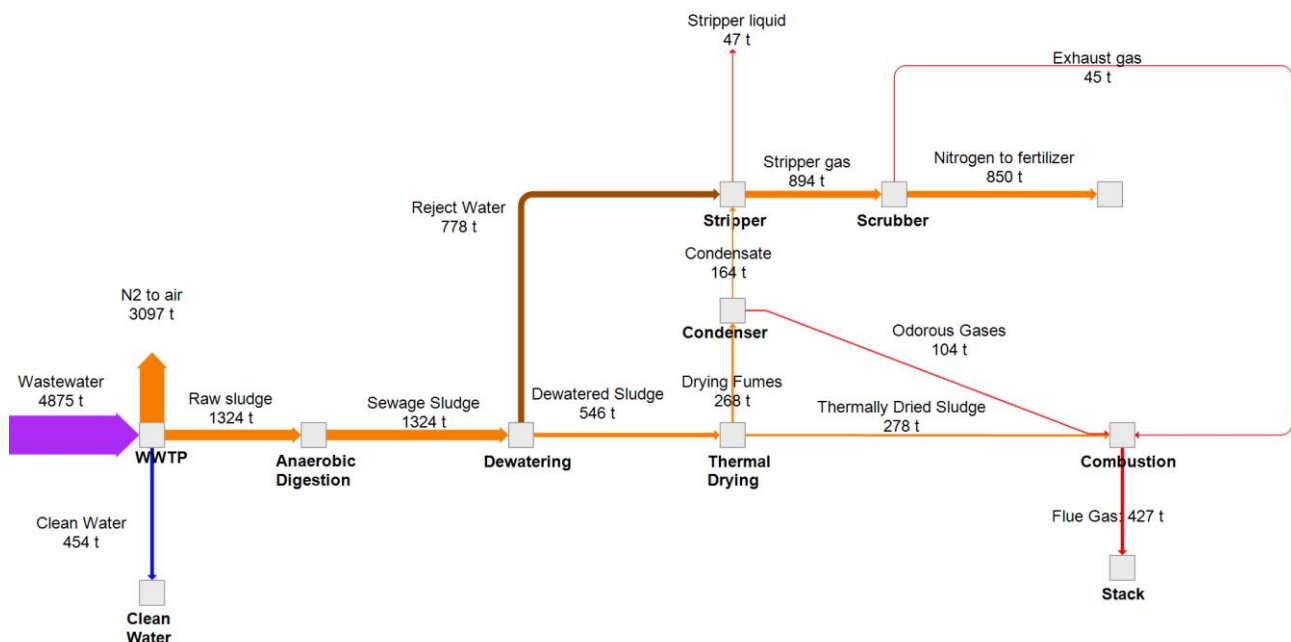 Stripper liquid
47 t
Exhaust gas
45 t
Stripper gas
894 t
Nitrogen to fertilizer
850 t
Reject Water
778 t
Stripper
Scrubber
Condensate
164 t
N2 to air
3097 t
Condenser
Odorous Gases
104 t
Wastewater
4875 t
Raw sludge
1324 t
Sewage Sludge
1324 t
Dewatered Sludge
546 t
Drying Fumes
268 t
Thermally Dried Sludge
278 t
WWTP
Anaerobic
Digestion
Dewatering
Thermal
Drying
Combustion
Clean Water
454 t
Flue Gas: 427 t
Clean
Water
Stack